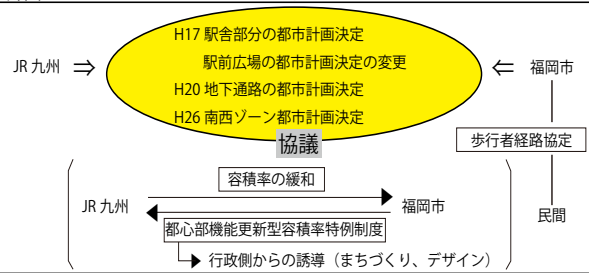 H17 駅舎部分の都市計画決定
駅前広場の都市計画決定の変更
JR 九州 ⇒
⇐ 福岡市
H20 地下通路の都市計画決定
H26 南西ゾーン都市計画決定
協議
歩行者経路協定
容積率の緩和
JR 九州
福岡市
民間
都心部機能更新型容積率特例制度
行政側からの誘導（まちづくり、デザイン）